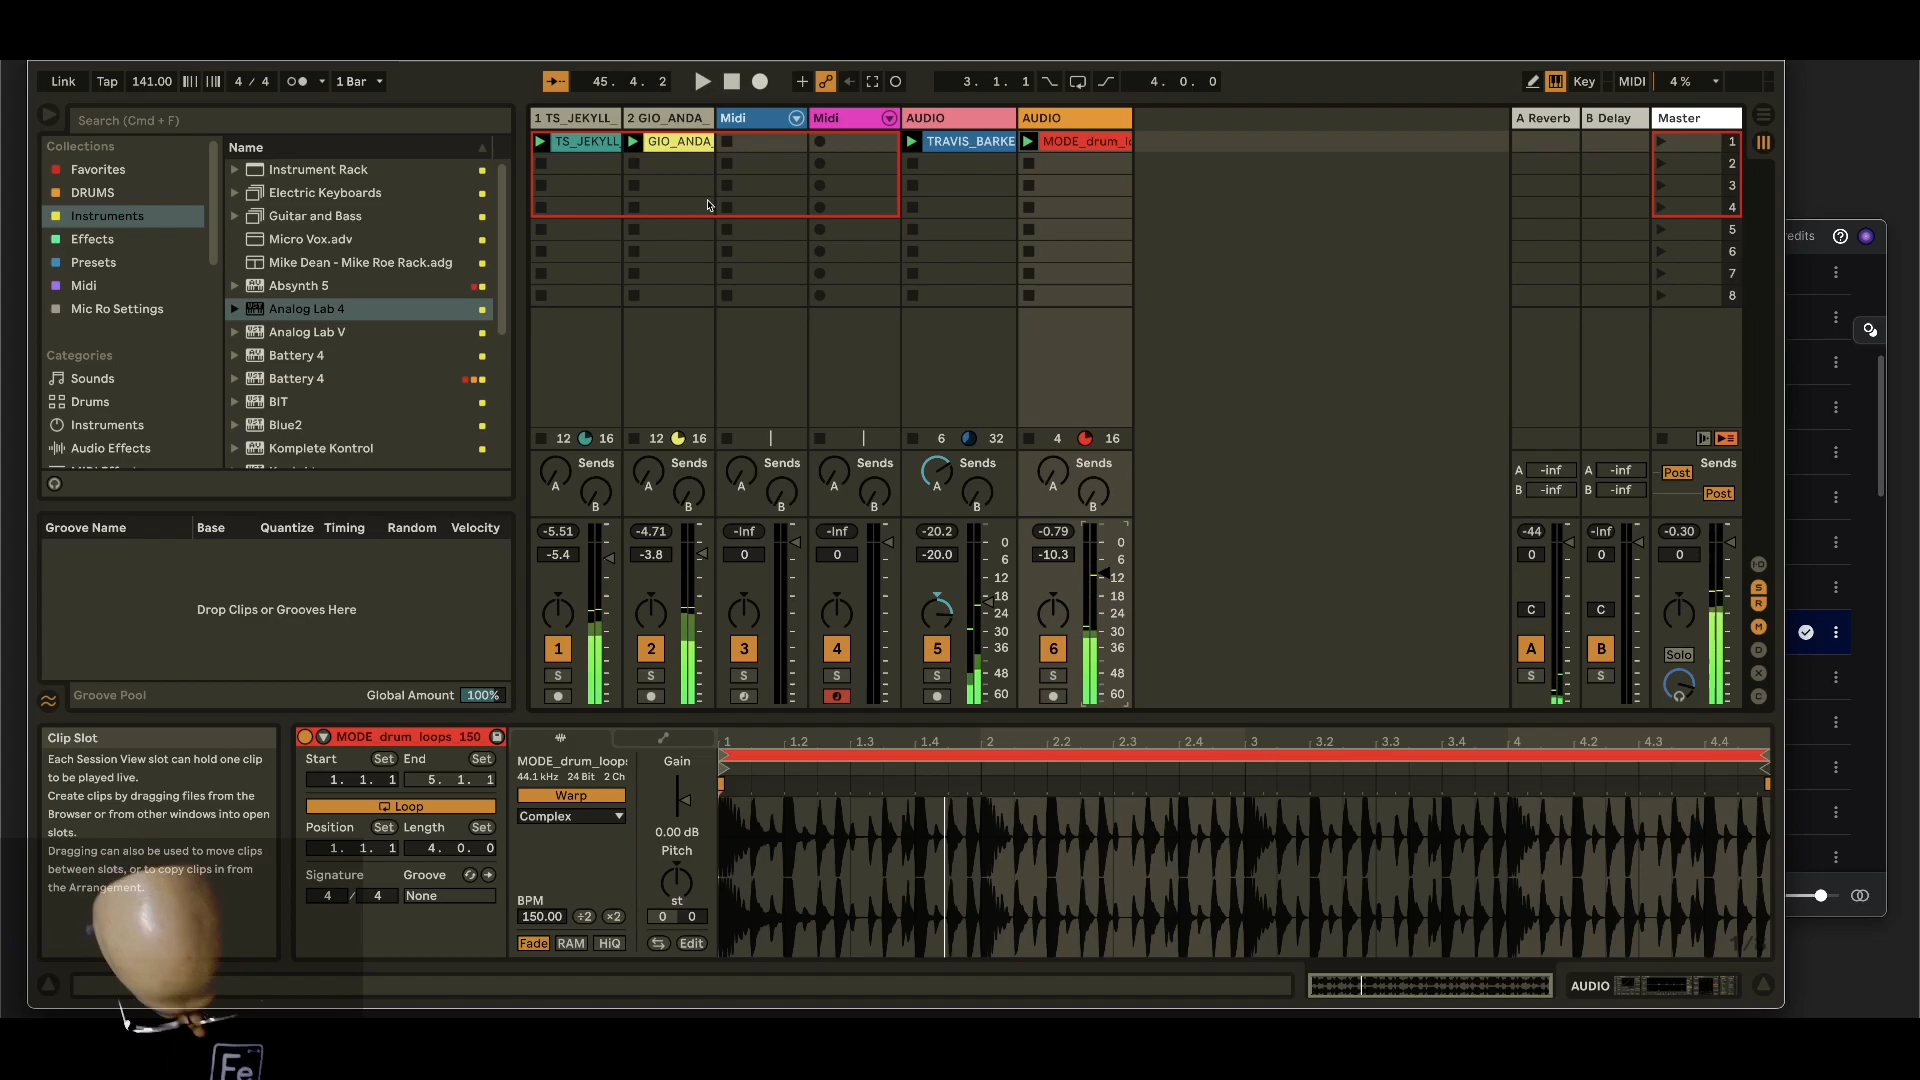 Link Tap 141.00 4 / 4 1 Bar 45. 4. 2 3. 1. 1 4. 0. 0 Key MIDI 4 %
Search (Cmd + F)
Collections
Favorites
DRUMS
Instruments
Effects
Presets
Midi
Mic Ro Settings
Categories
Sounds
Drums
Instruments
Audio Effects
Name
Instrument Rack
Electric Keyboards
Guitar and Bass
Micro Vox.adv
Mike Dean - Mike Roe Rack.adg
Absynth 5
Analog Lab 4
Analog Lab V
Battery 4
Battery 4
BIT
Blue2
Komplete Kontrol
1 TS_JEKYLL_ 2 GIO_ANDA_ Midi Midi AUDIO AUDIO A Reverb B Delay Master
TS_JEKYLL_ GIO_ANDA_ TRAVIS_BARKE MODE_drum_lo 1
2
3
4
5
6
7
8
12 16 12 16 6 32 4 16
Sends Sends Sends Sends Sends Sends A -inf A -inf Post Sends
A A A A A A B -inf B -inf Post
B B B B B B
-5.51 -4.71 -Inf -Inf -20.2 -0.79 -44 -Inf -0.30
-5.4 -3.8 0 0 -20.0 -10.3 0 0 0
0 6 12 18 24 30 36 48 60
0 6 12 18 24 30 36 48 60
C C
1 2 3 4 5 6 A B Solo
S S S S S S S S
I-O
S
R
M
D
X
C
Groove Name Base Quantize Timing Random Velocity
Drop Clips or Grooves Here
Groove Pool Global Amount 100%
Clip Slot
Each Session View slot can hold one clip
to be played live.
Create clips by dragging files from the
Browser or from other windows into open
slots.
Dragging can also be used to move clips
between slots, or to copy clips in from
the Arrangement.
MODE_drum_loops_150
Start Set End Set
1. 1. 1 5. 1. 1
Loop
Position Set Length Set
1. 1. 1 4. 0. 0
Signature Groove
4 / 4 None
MODE_drum_loops
44.1 kHz 24 Bit 2 Ch
Warp
Complex
BPM
150.00 ÷2 ×2
Fade RAM HiQ
Gain
0.00 dB
Pitch
st
0 0
Edit
1 1.2 1.3 1.4 2 2.2 2.3 2.4 3 3.2 3.3 3.4 4 4.2 4.3 4.4
1/8
AUDIO
edits
Fe